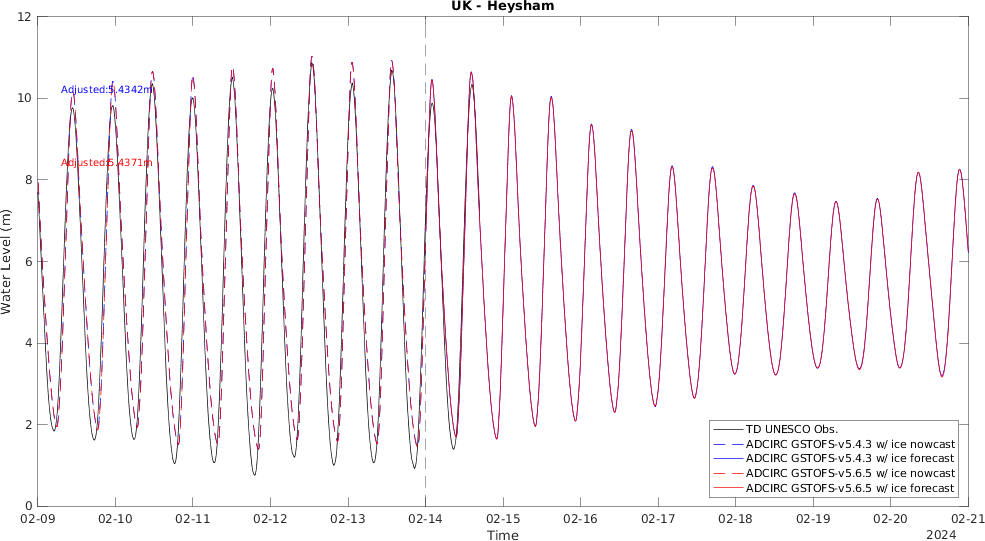 UK - Heysham
Water Level (m)
12
10
8
6
4
2
0
Adjusted:5.4342m
Adjusted:5.4371m
TD UNESCO Obs.
ADCIRC GSTOFS-v5.4.3 w/ ice nowcast
ADCIRC GSTOFS-v5.4.3 w/ ice forecast
ADCIRC GSTOFS-v5.6.5 w/ ice nowcast
ADCIRC GSTOFS-v5.6.5 w/ ice forecast
02-09 02-10 02-11 02-12 02-13 02-14 02-15 02-16 02-17 02-18 02-19 02-20 02-21
Time
2024